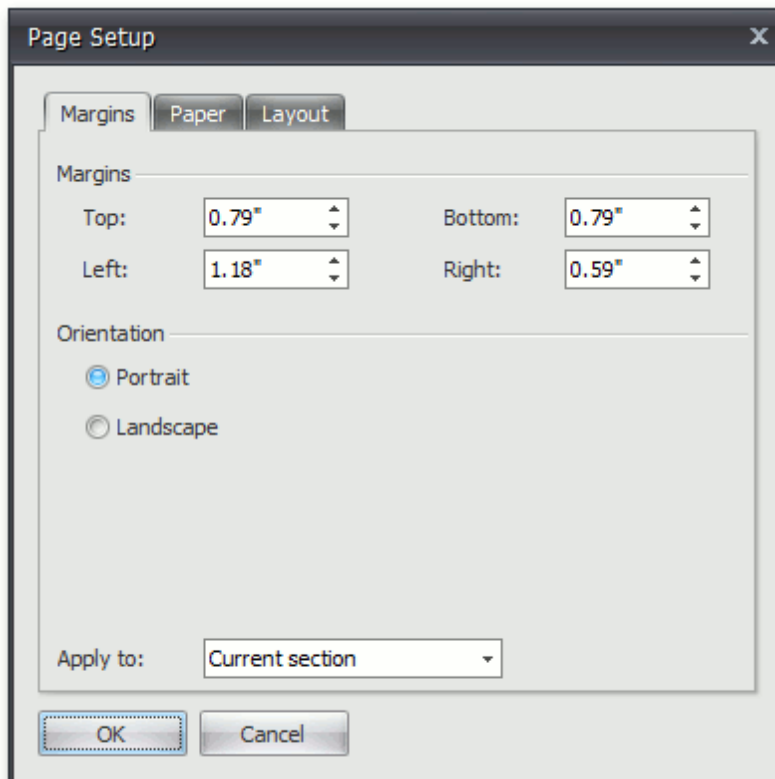 Page Setup
Margins Paper Layout
Margins
Top: 0.79" Bottom: 0.79"
Left: 1.18" Right: 0.59"
Orientation
Portrait
Landscape
Apply to: Current section
OK Cancel